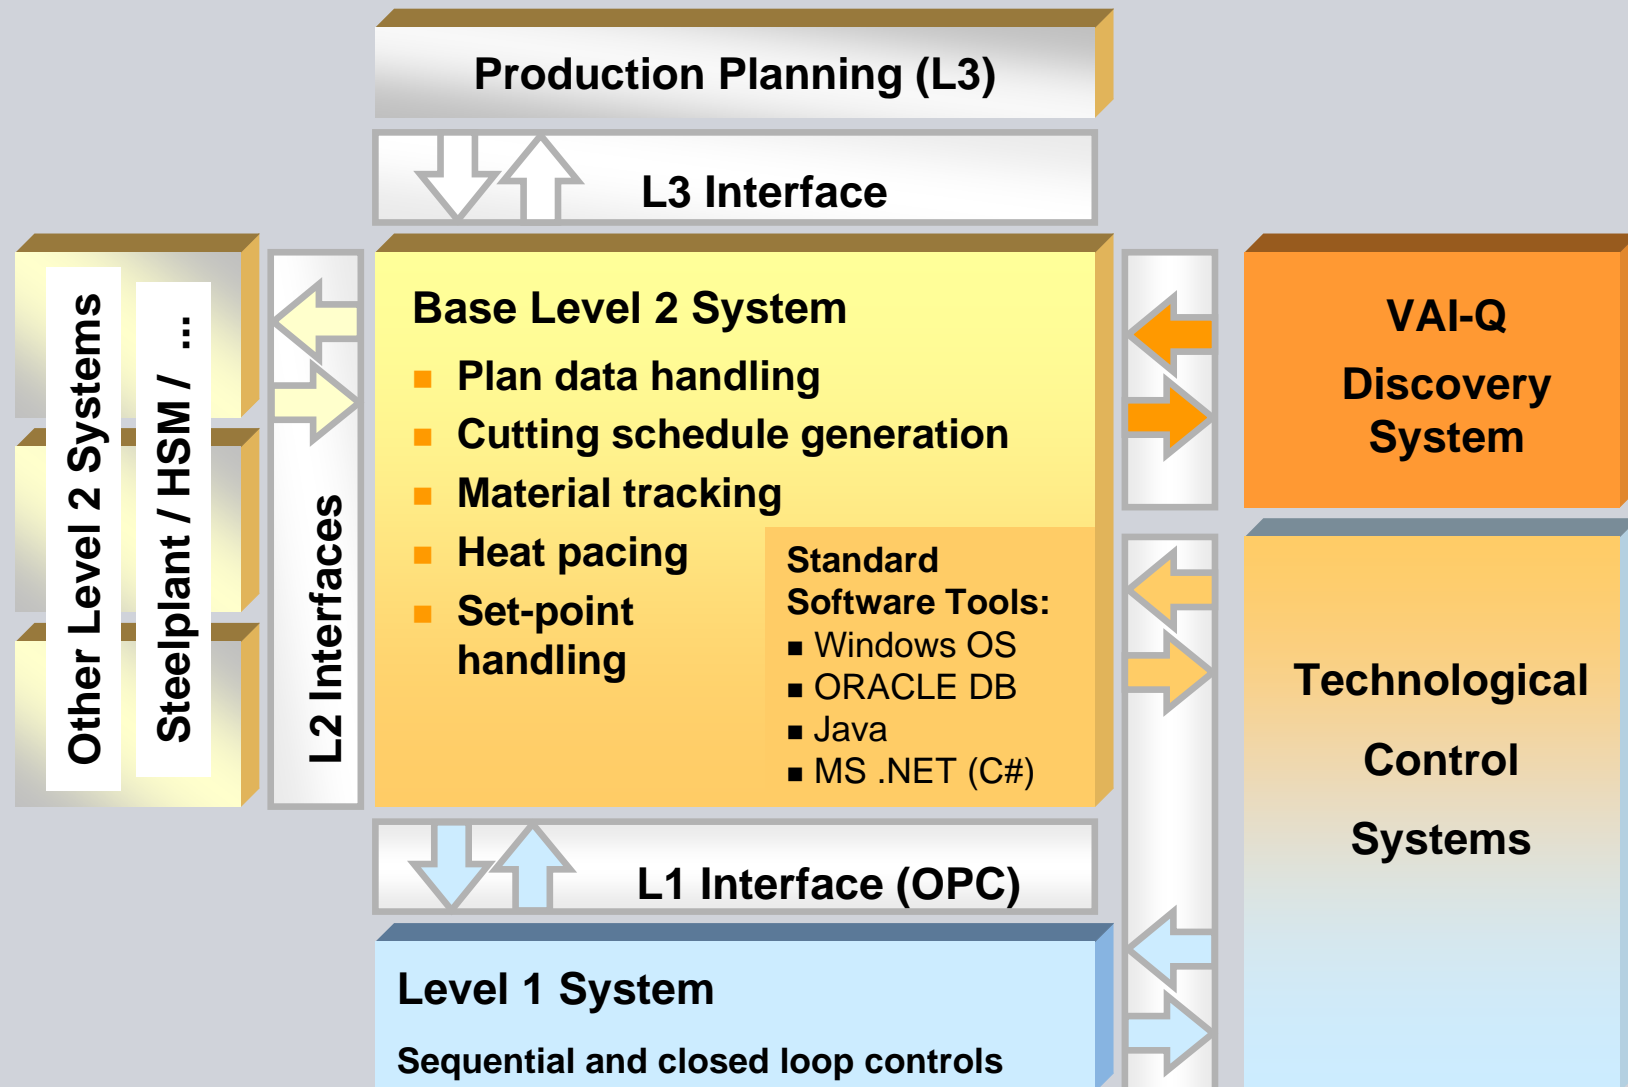 Production Planning (L3)
L3 Interface
Other Level 2 Systems
Steelplant / HSM / ...
L2 Interfaces
Base Level 2 System
Plan data handling
Cutting schedule generation
Material tracking
Heat pacing
Set-point
handling
Standard
Software Tools:
Windows OS
ORACLE DB
Java
MS .NET (C#)
VAI-Q
Discovery
System
Technological
Control
Systems
L1 Interface (OPC)
Level 1 System
Sequential and closed loop controls